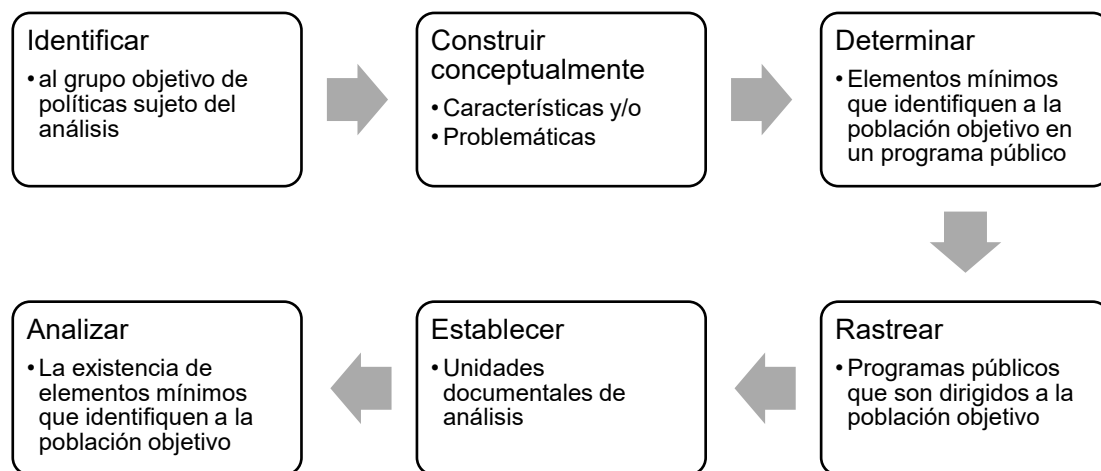 Identificar
• al grupo objetivo de
políticas sujeto del
análisis
Construir
conceptualmente
• Características y/o
• Problemáticas
Determinar
• Elementos mínimos
que identifiquen a la
población objetivo en
un programa público
Rastrear
• Programas públicos
que son dirigidos a la
población objetivo
Establecer
• Unidades
documentales de
análisis
Analizar
• La existencia de
elementos mínimos
que identifiquen a la
población objetivo